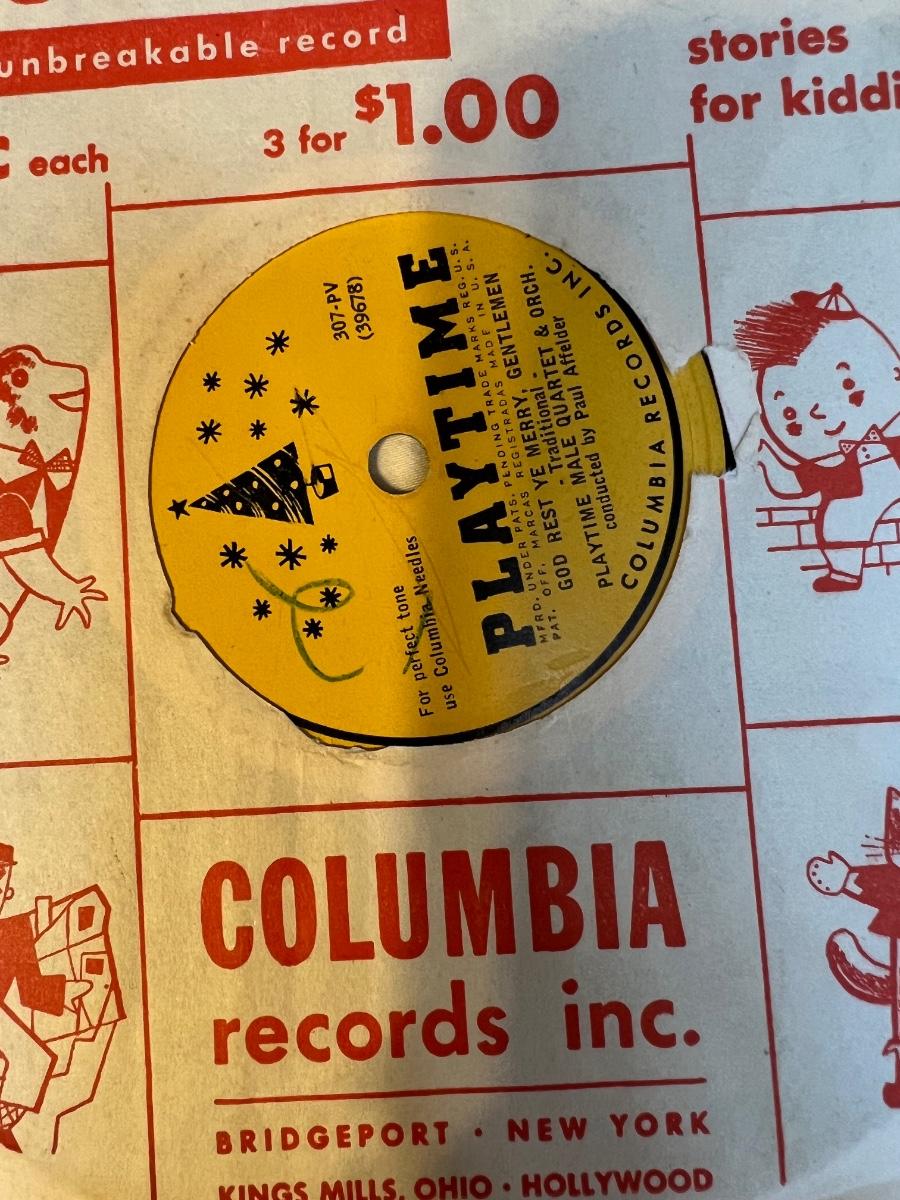 unbreakable record
each
3 for $1.00
stories
for kiddi
307-PV
(39678)
For perfect tone
use Columbia Needles
PLAYTIME
MFRD. UNDER PATS. PENDING TRADE MARKS REG. U.S.
PAT. OFF. MARCAS REGISTRADAS MADE IN U.S.A.
GOD REST YE MERRY, GENTLEMEN
- Traditional -
PLAYTIME MALE QUARTET & ORCH.
conducted by Paul Affelder
COLUMBIA RECORDS INC.
COLUMBIA
records inc.
BRIDGEPORT · NEW YORK
KINGS MILLS, OHIO · HOLLYWOOD